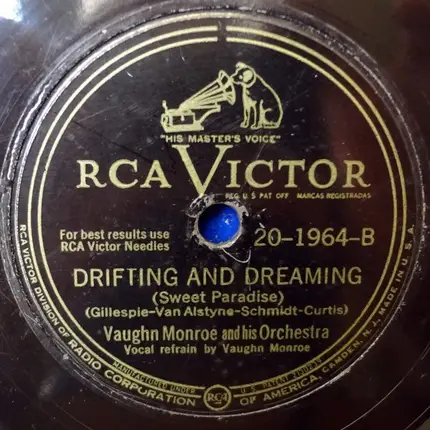 "HIS MASTER'S VOICE"
RCA VICTOR
REG. U.S. PAT. OFF. MARCAS REGISTRADAS
For best results use
RCA Victor Needles
20-1964-B
DRIFTING AND DREAMING
(Sweet Paradise)
(Gillespie-Van Alstyne-Schmidt-Curtis)
Vaughn Monroe and his Orchestra
Vocal refrain by Vaughn Monroe
RCA VICTOR DIVISION OF RADIO CORPORATION OF AMERICA, CAMDEN, N. J. MADE IN U. S. A.
MANUFACTURED UNDER
RCA